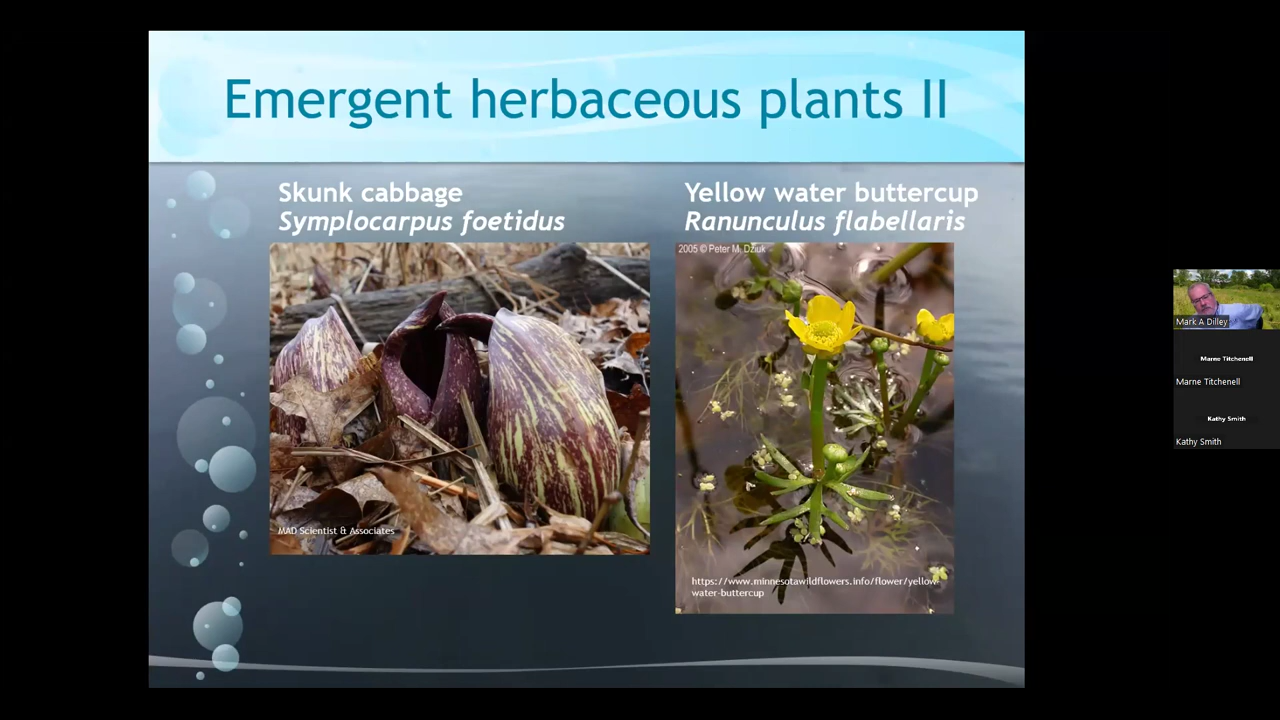 Emergent herbaceous plants II
Skunk cabbage
Symplocarpus foetidus
MAD Scientist & Associates
Yellow water buttercup
Ranunculus flabellaris
2005 © Peter M. Dziuk
https://www.minnesotawildflowers.info/flower/yellow-
water-buttercup
Mark A Dilley
Marne Titchenell
Marne Titchenell
Kathy Smith
Kathy Smith